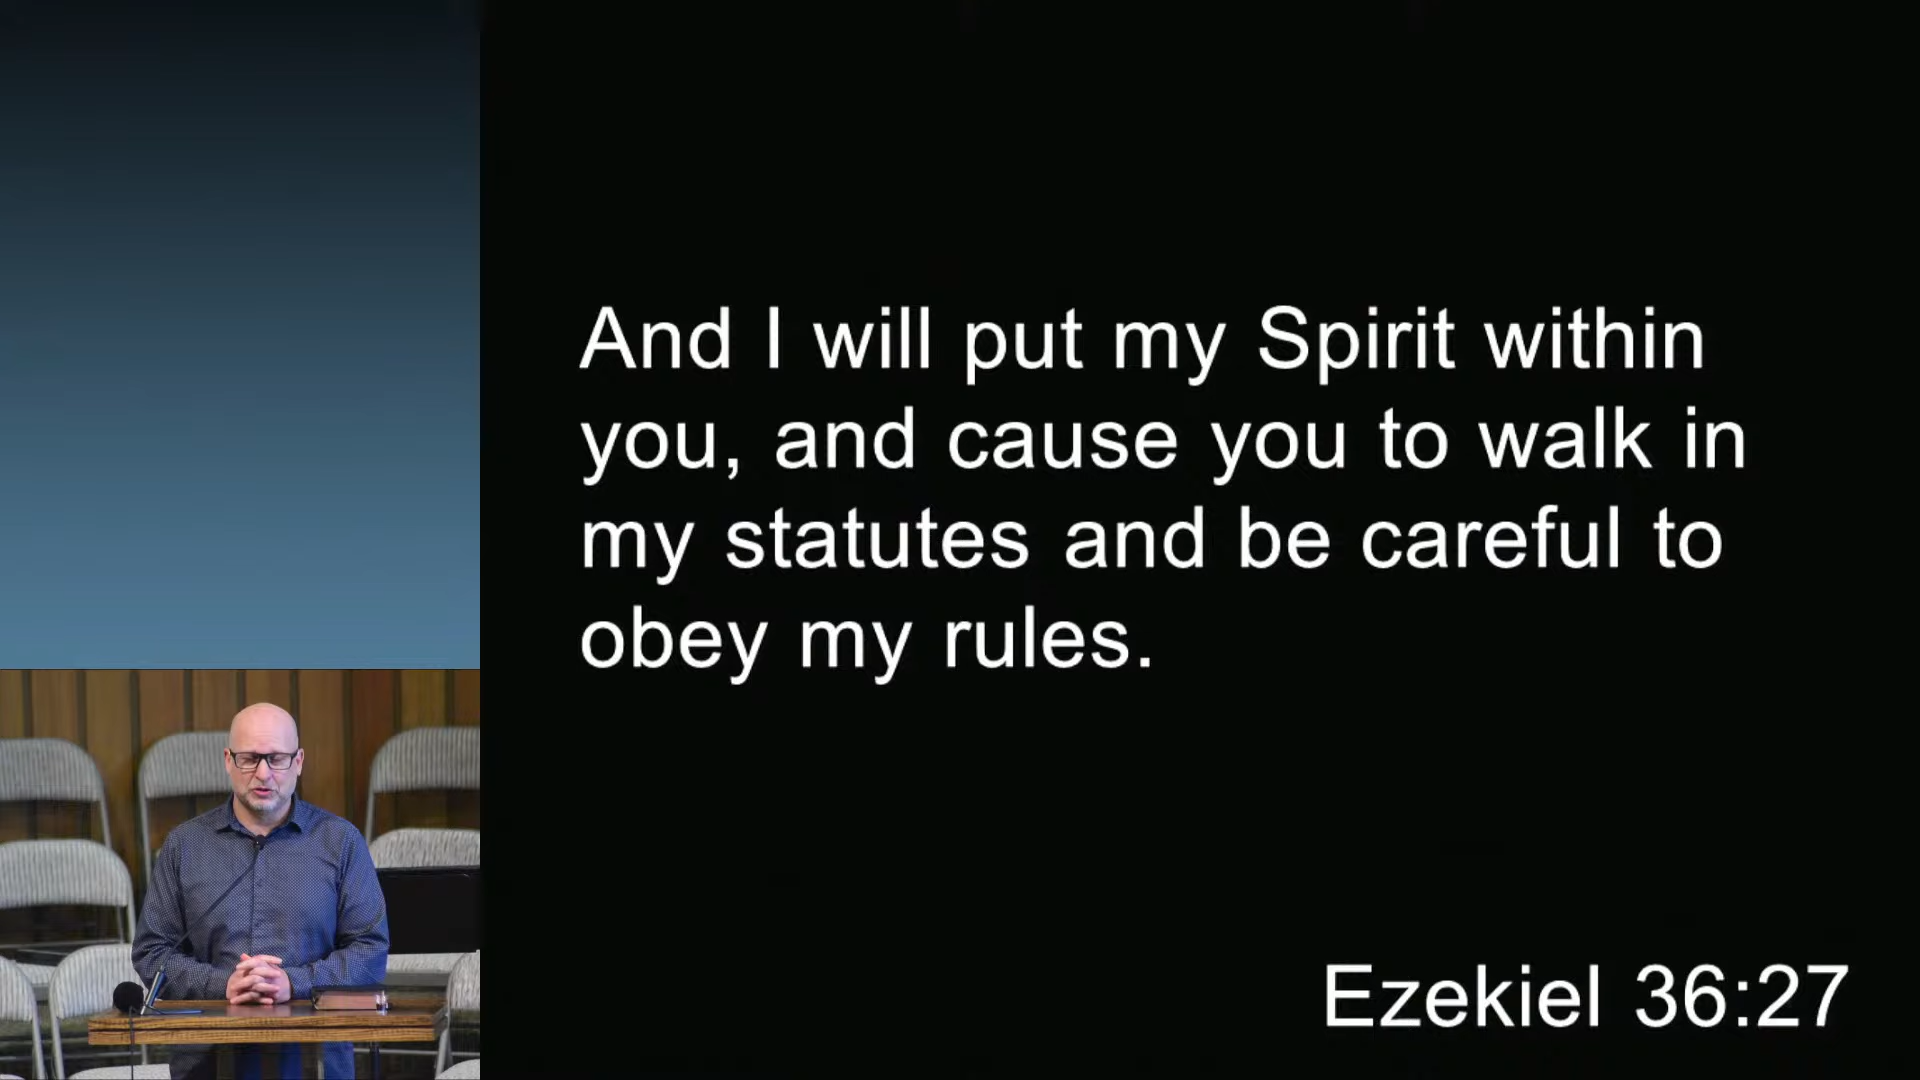 And I will put my Spirit within
you, and cause you to walk in
my statutes and be careful to
obey my rules.
Ezekiel 36:27